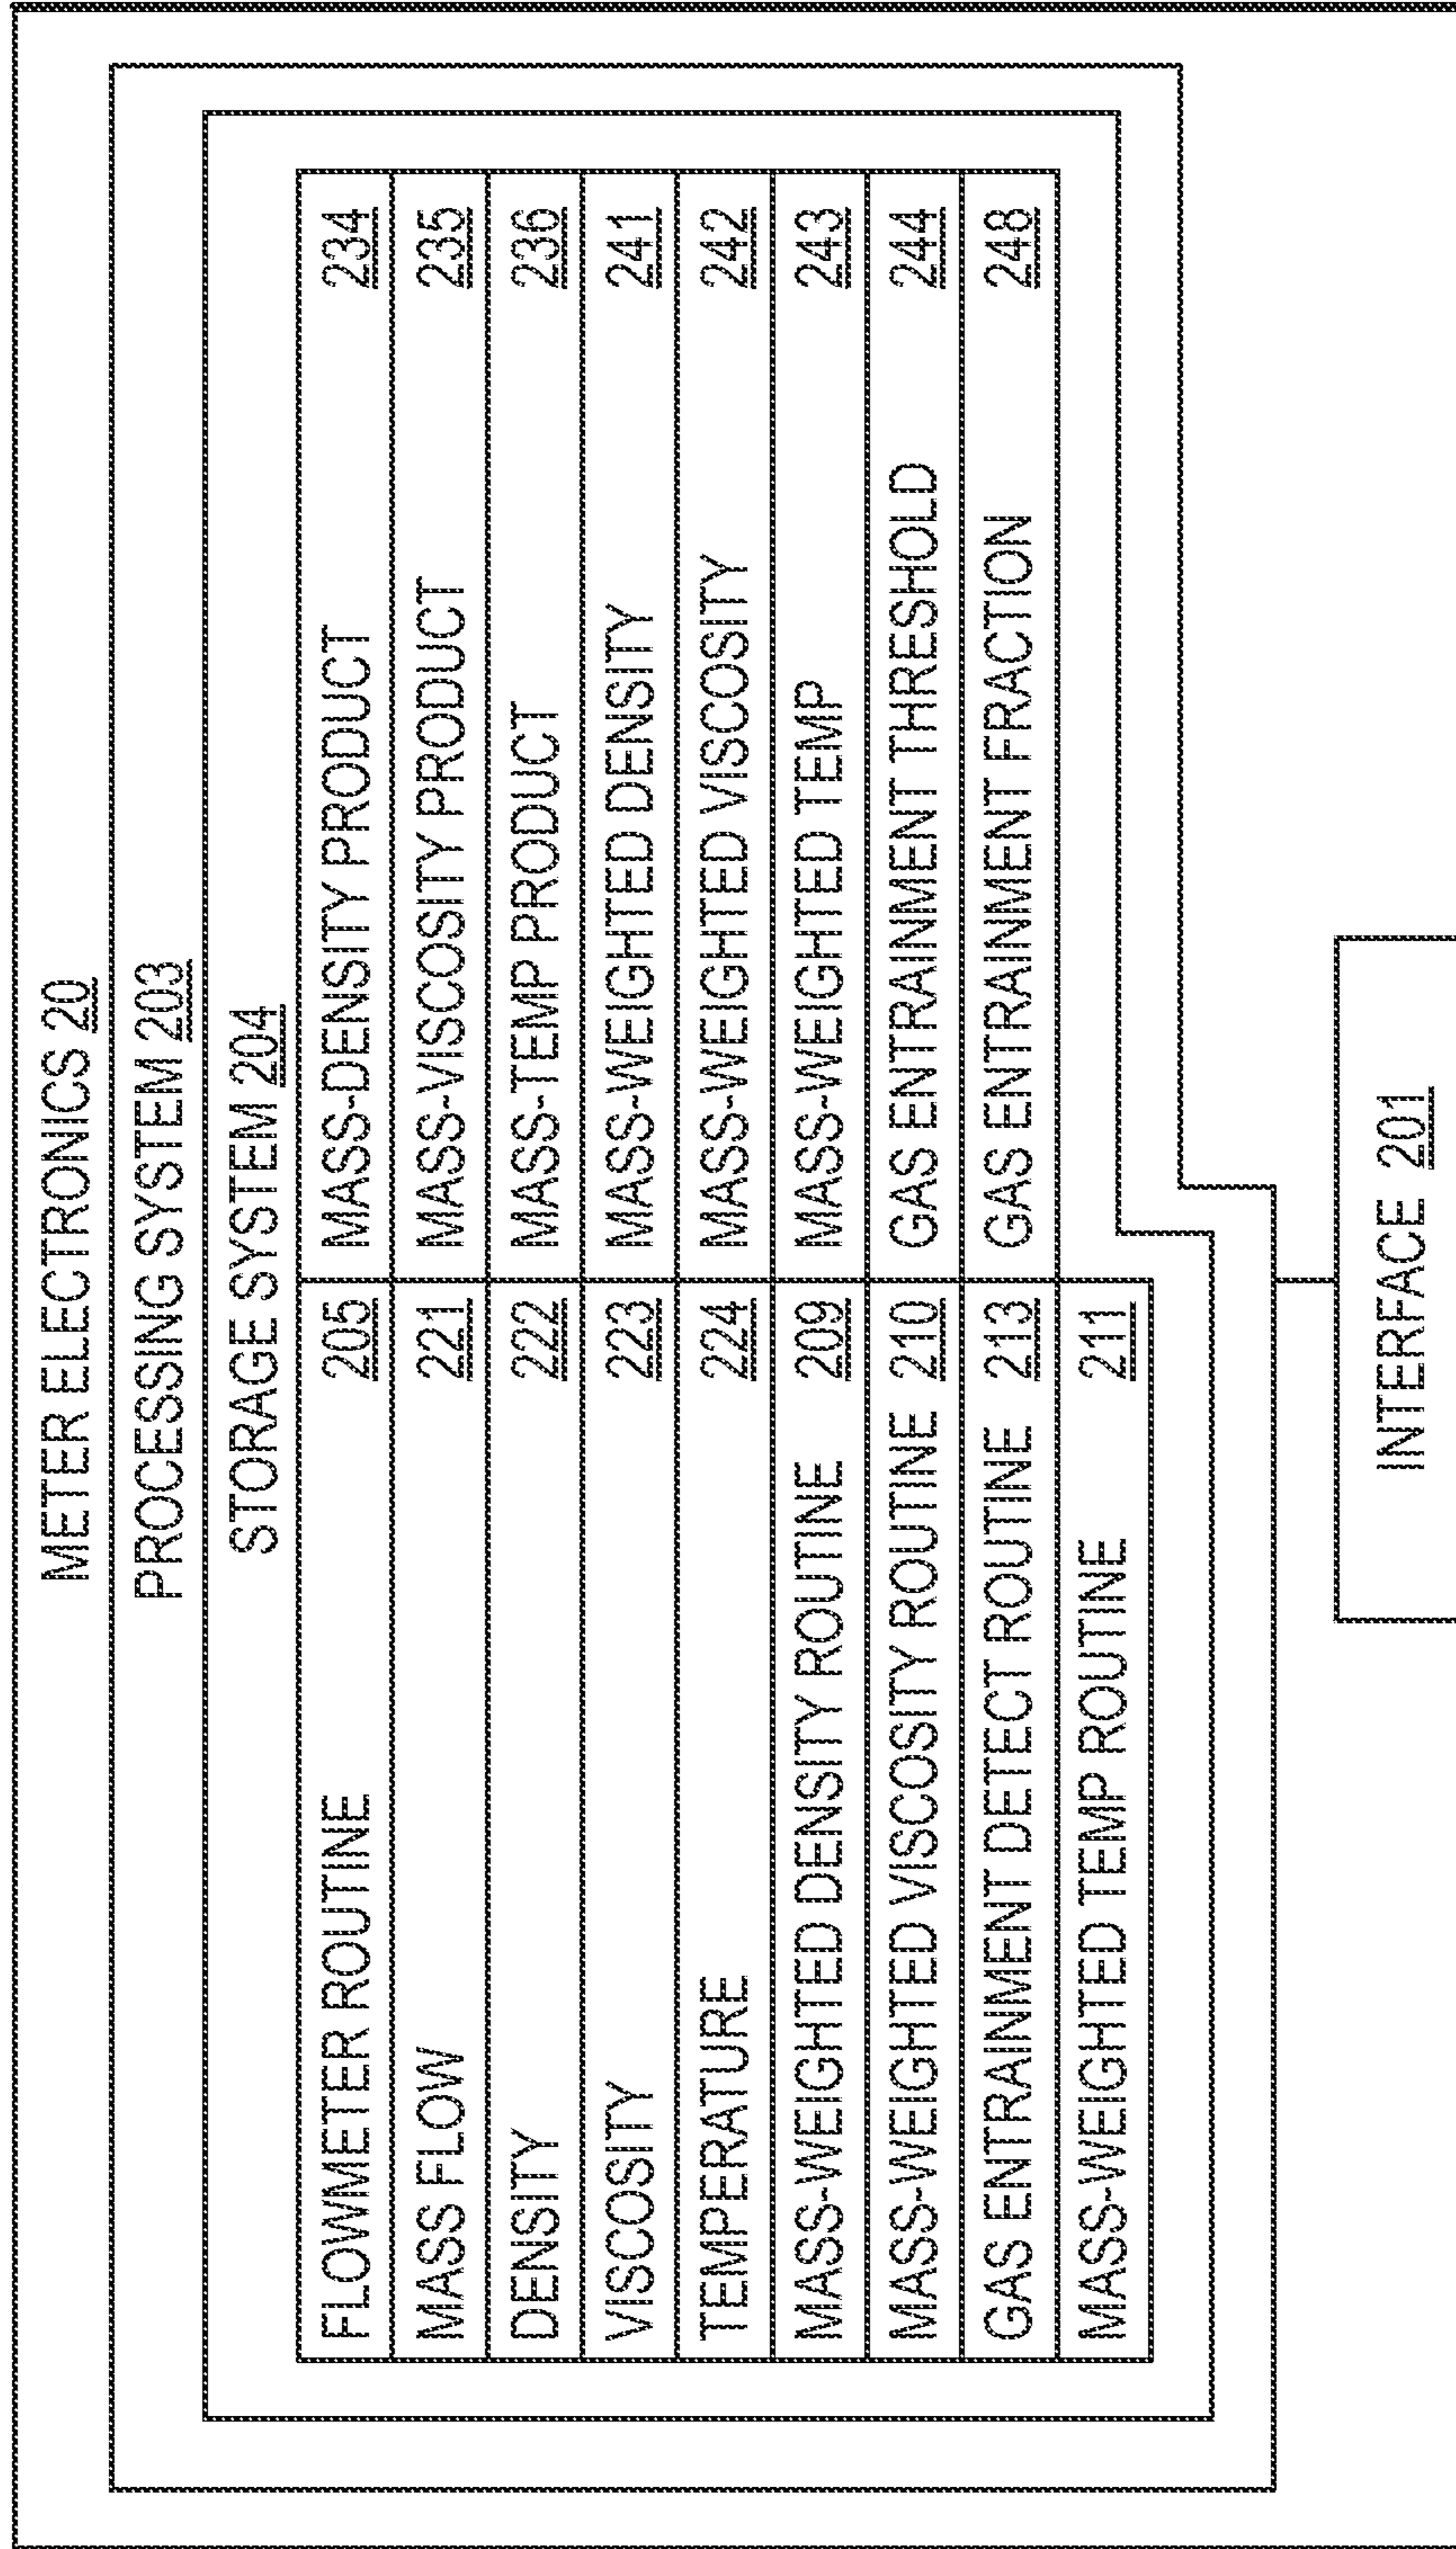 METER ELECTRONICS 20
PROCESSING SYSTEM 203
STORAGE SYSTEM 204
FLOWMETER ROUTINE 205
MASS FLOW 221
DENSITY 222
VISCOSITY 223
TEMPERATURE 224
MASS-WEIGHTED DENSITY ROUTINE 209
MASS-WEIGHTED VISCOSITY ROUTINE 210
GAS ENTRAINMENT DETECT ROUTINE 213
MASS-WEIGHTED TEMP ROUTINE 211
MASS-DENSITY PRODUCT 234
MASS-VISCOSITY PRODUCT 235
MASS-TEMP PRODUCT 236
MASS-WEIGHTED DENSITY 241
MASS-WEIGHTED VISCOSITY 242
MASS-WEIGHTED TEMP 243
GAS ENTRAINMENT THRESHOLD 244
GAS ENTRAINMENT FRACTION 248
INTERFACE 201